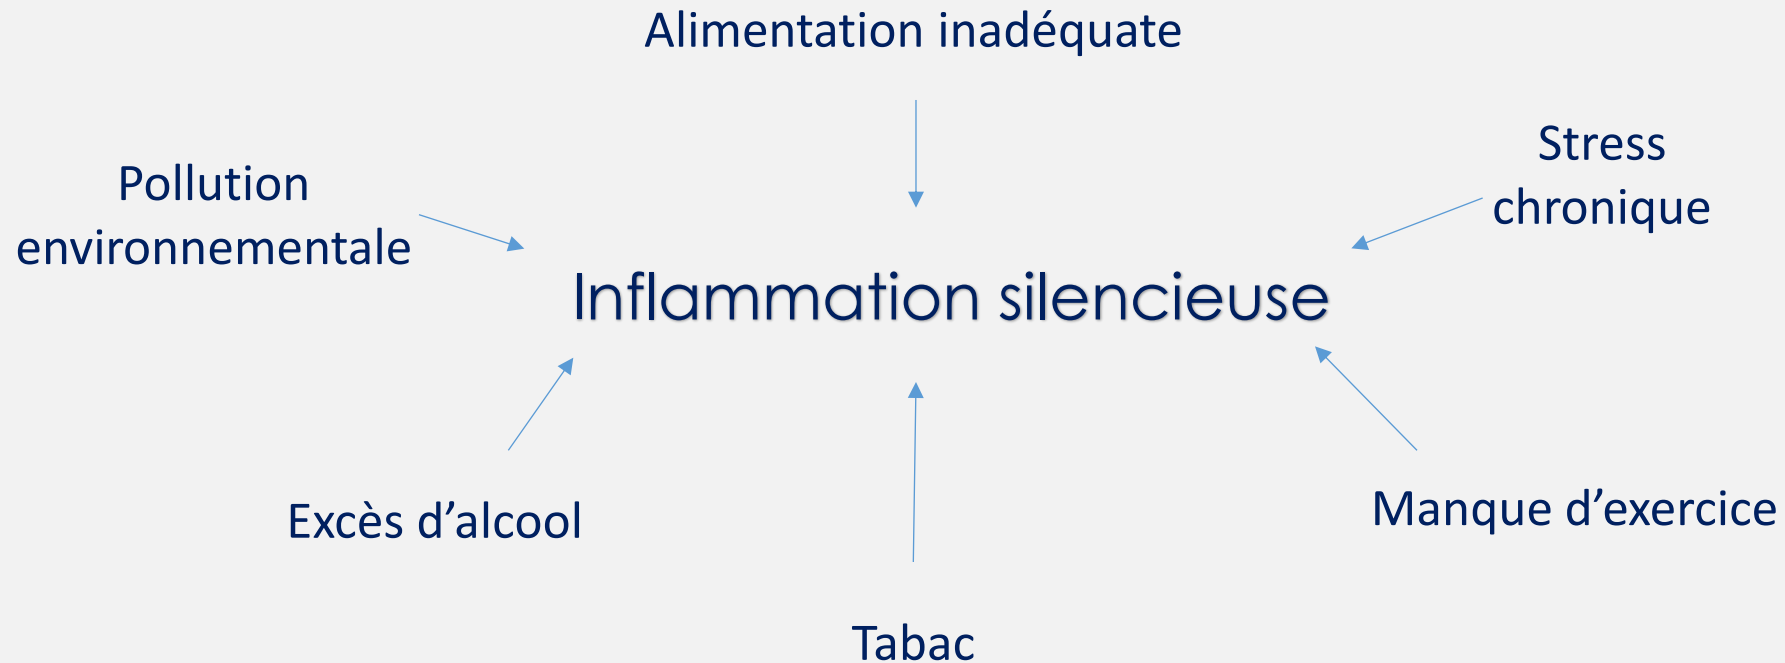 Alimentation inadéquate
Stress
chronique
Pollution
environnementale
Inflammation silencieuse
Excès d’alcool
Manque d’exercice
Tabac